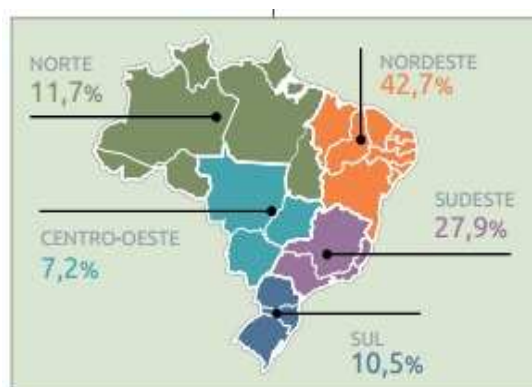 NORTE
11,7%
NORDESTE
42,7%
SUDESTE
27,9%
CENTRO-OESTE
7,2%
SUL
10,5%